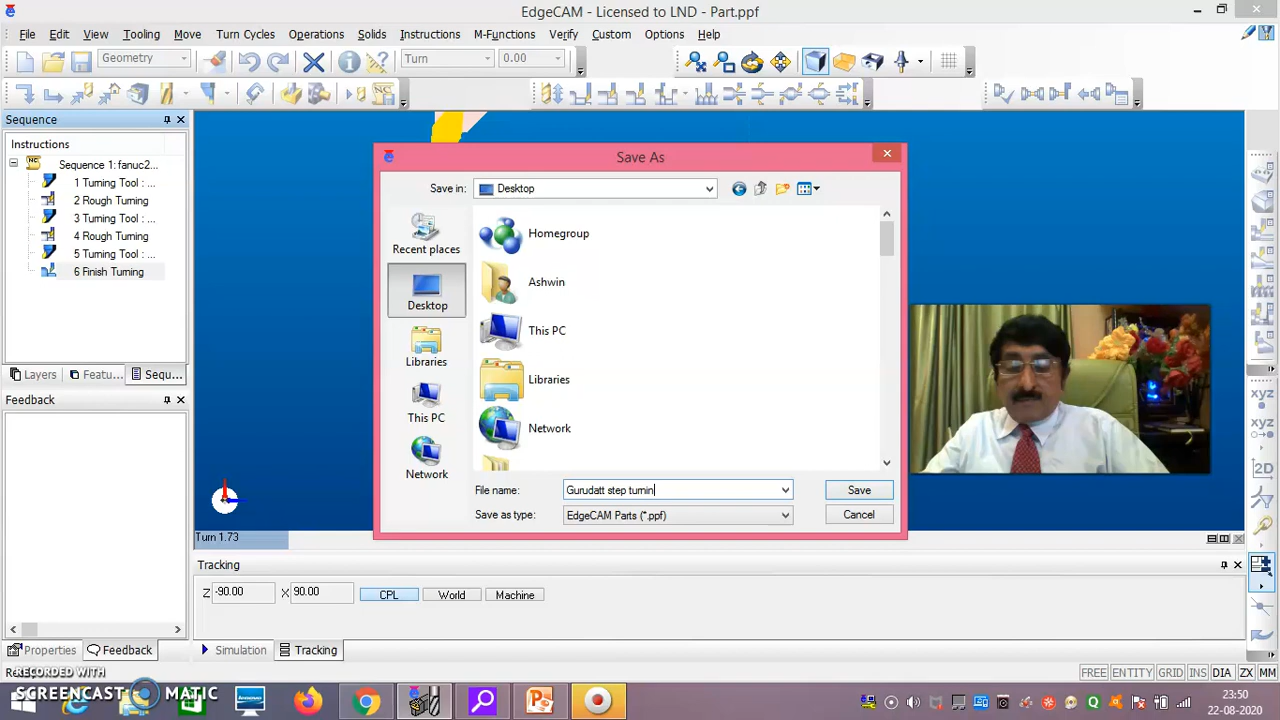 EdgeCAM - Licensed to LND - Part.ppf
File Edit View Tooling Move Turn Cycles Operations Solids Instructions M-Functions Verify Custom Options Help
Geometry Turn 0.00
Sequence
Instructions
Sequence 1: fanuc2...
1 Turning Tool : ...
2 Rough Turning
3 Turning Tool : ...
4 Rough Turning
5 Turning Tool : ...
6 Finish Turning
Layers Featu... Sequ...
Feedback
Properties Feedback
Save As
Save in: Desktop
Recent places
Desktop
Libraries
This PC
Network
Homegroup
Ashwin
This PC
Libraries
Network
File name: Gurudatt step turnin
Save
Save as type: EdgeCAM Parts (*.ppf)
Cancel
xyz
xyz
2D
Turn 1.73
Tracking
Z -90.00 X 90.00 CPL World Machine
Simulation Tracking
FREE ENTITY GRID INS DIA ZX MM
RECORDED WITH
SCREENCAST MATIC
23:50
22-08-2020